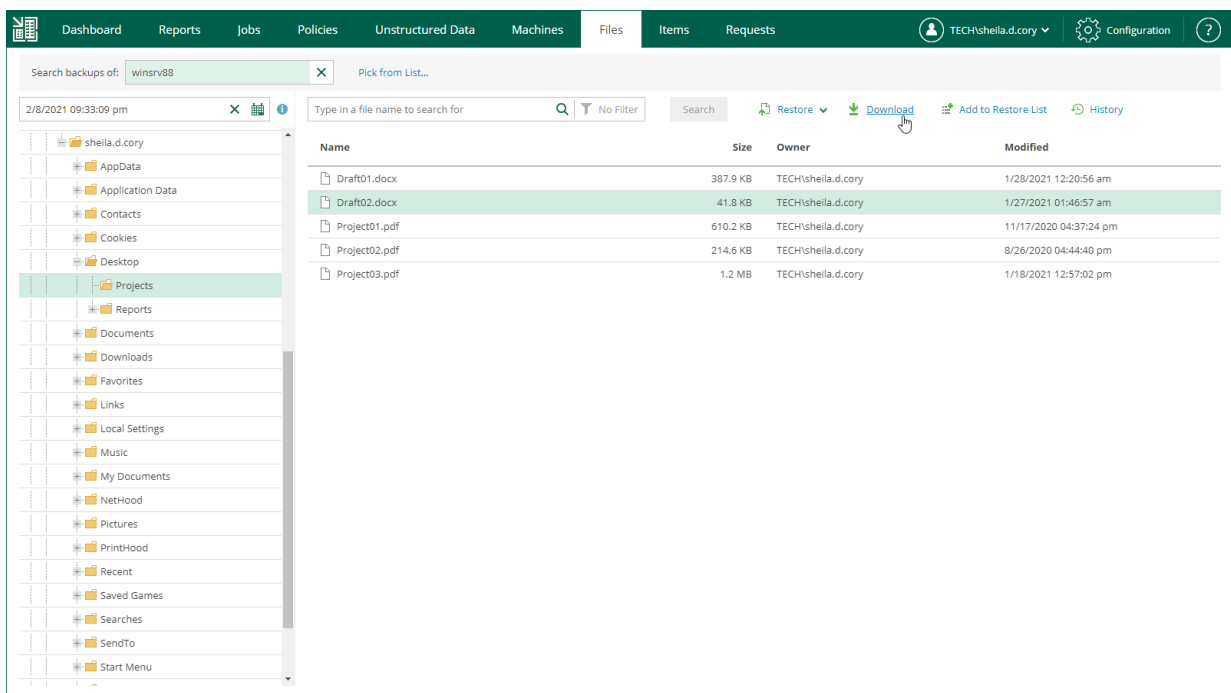 Dashboard Reports Jobs Policies Unstructured Data Machines Files Items Requests TECH\sheila.d.cory Configuration ?
Search backups of: winsrv88 Pick from List...
2/8/2021 09:33:09 pm Type in a file name to search for No Filter Search Restore Download Add to Restore List History
sheila.d.cory
Name Size Owner Modified
AppData
Draft01.docx 387.9 KB TECH\sheila.d.cory 1/28/2021 12:20:56 am
Application Data
Draft02.docx 41.8 KB TECH\sheila.d.cory 1/27/2021 01:46:57 am
Contacts
Project01.pdf 610.2 KB TECH\sheila.d.cory 11/17/2020 04:37:24 pm
Cookies
Project02.pdf 214.6 KB TECH\sheila.d.cory 8/26/2020 04:44:40 pm
Desktop
Project03.pdf 1.2 MB TECH\sheila.d.cory 1/18/2021 12:57:02 pm
Projects
Reports
Documents
Downloads
Favorites
Links
Local Settings
Music
My Documents
NetHood
Pictures
PrintHood
Recent
Saved Games
Searches
SendTo
Start Menu